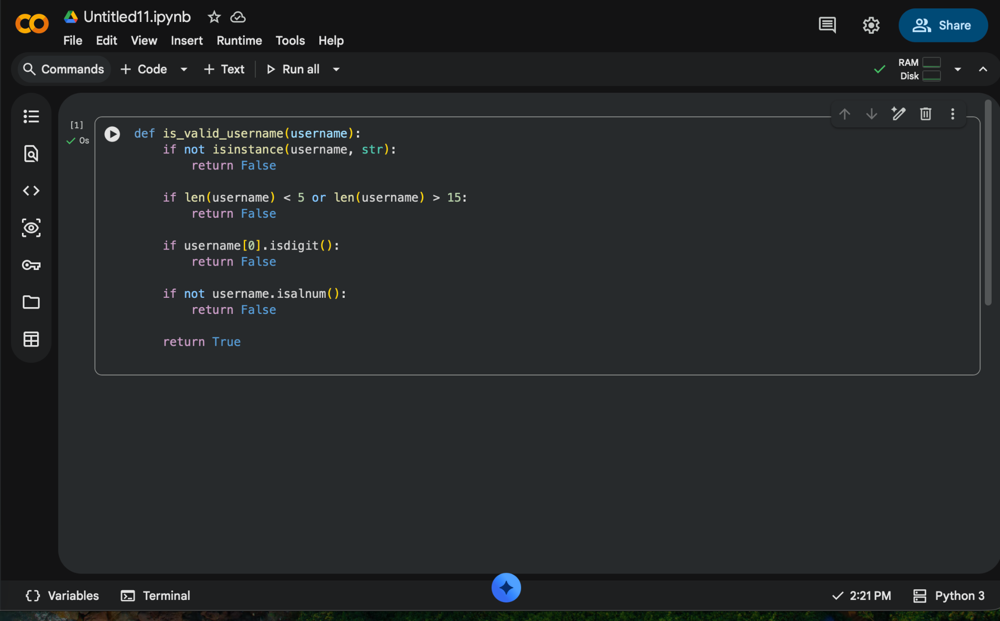 Untitled11.ipynb
File Edit View Insert Runtime Tools Help
Share
Commands + Code + Text Run all
RAM
Disk
[1]
0s
def is_valid_username(username):
    if not isinstance(username, str):
        return False
    if len(username) < 5 or len(username) > 15:
        return False
    if username[0].isdigit():
        return False
    if not username.isalnum():
        return False
    return True
{} Variables Terminal
2:21 PM Python 3